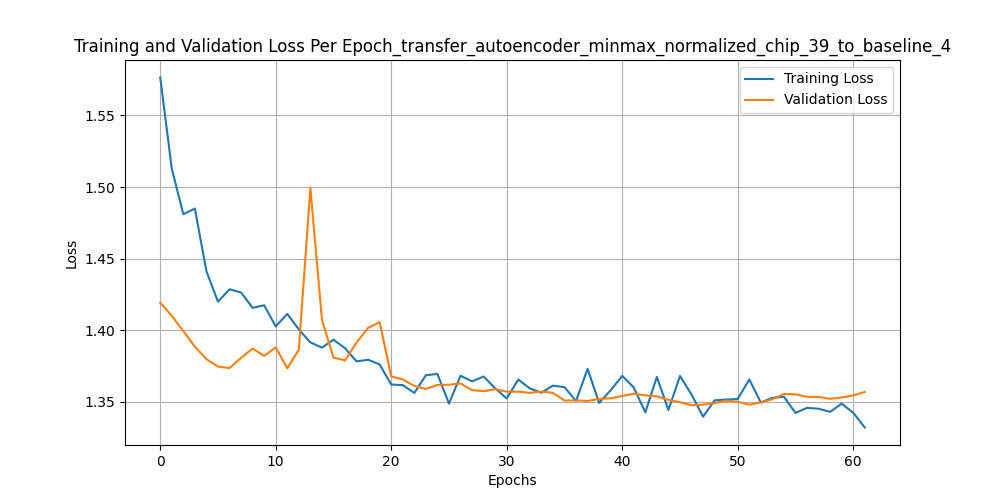 Training and Validation Loss Per Epoch_transfer_autoencoder_minmax_normalized_chip_39_to_baseline_4
Training Loss
Validation Loss
1.55
1.50
1.45
1.40
1.35
Loss
0 10 20 30 40 50 60
Epochs